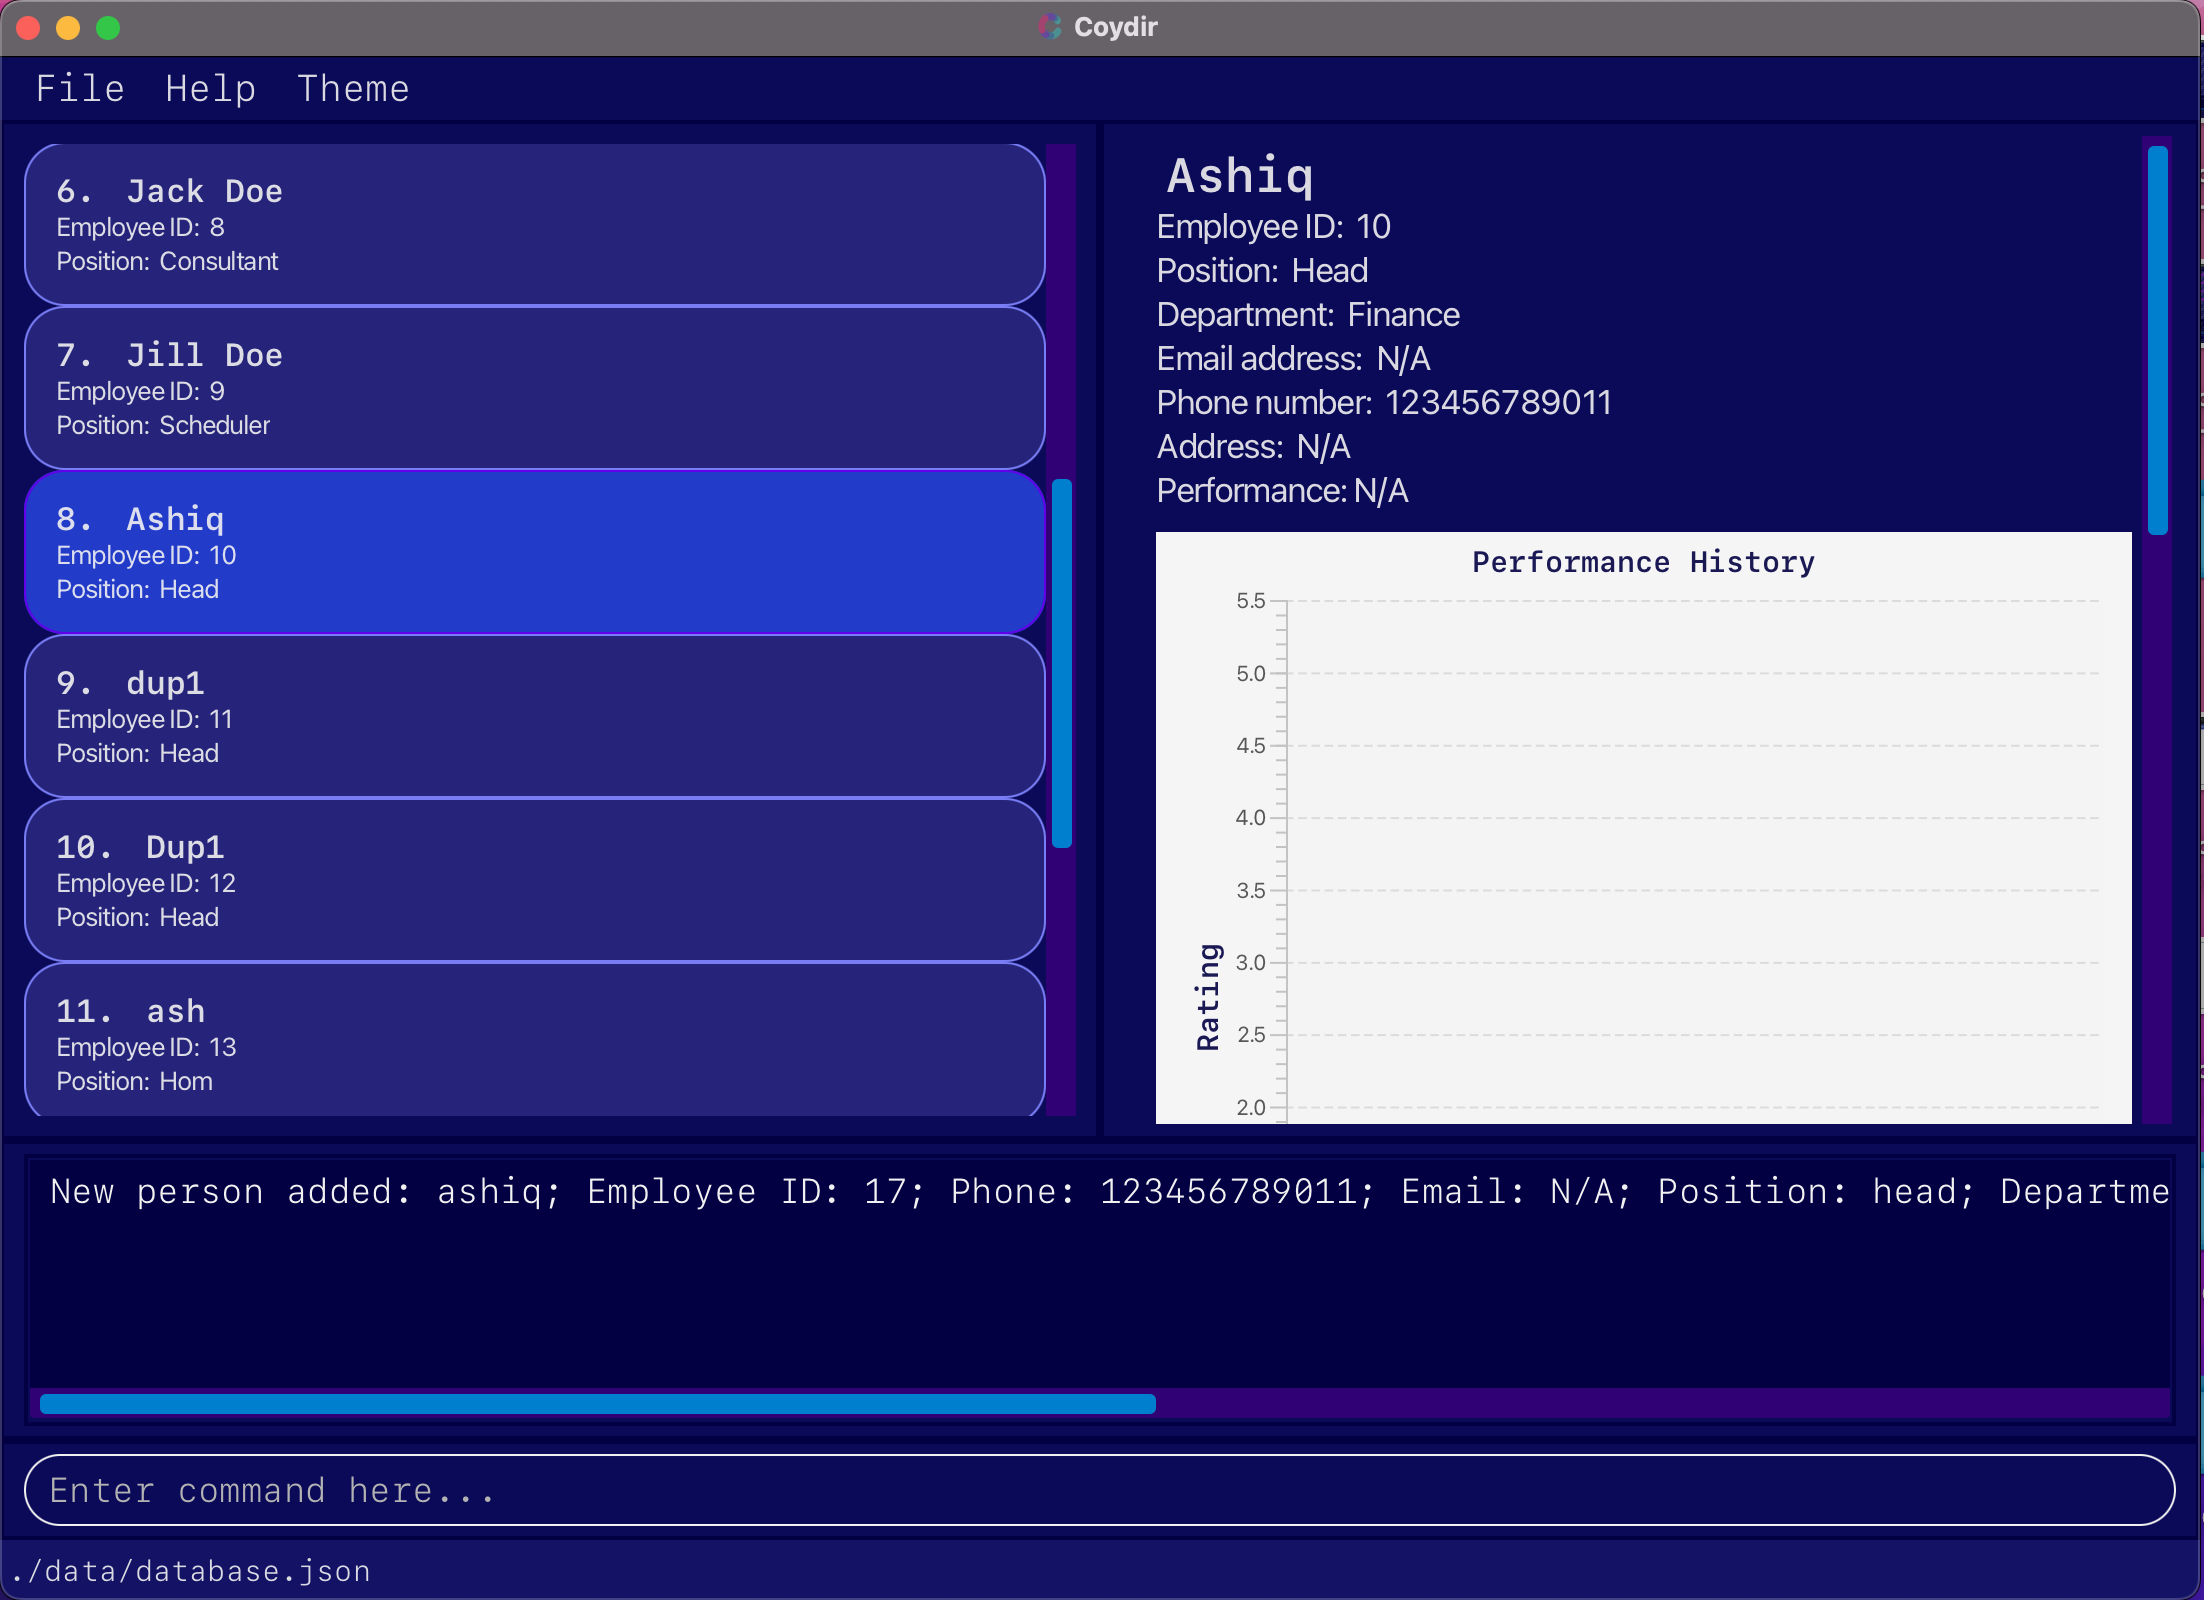 Coydir
File Help Theme
6. Jack Doe
Employee ID: 8
Position: Consultant
7. Jill Doe
Employee ID: 9
Position: Scheduler
8. Ashiq
Employee ID: 10
Position: Head
9. dup1
Employee ID: 11
Position: Head
10. Dup1
Employee ID: 12
Position: Head
11. ash
Employee ID: 13
Position: Hom
Ashiq
Employee ID: 10
Position: Head
Department: Finance
Email address: N/A
Phone number: 123456789011
Address: N/A
Performance: N/A
Performance History
5.5
5.0
4.5
4.0
3.5
3.0
2.5
2.0
Rating
New person added: ashiq; Employee ID: 17; Phone: 123456789011; Email: N/A; Position: head; Departme
Enter command here...
./data/database.json